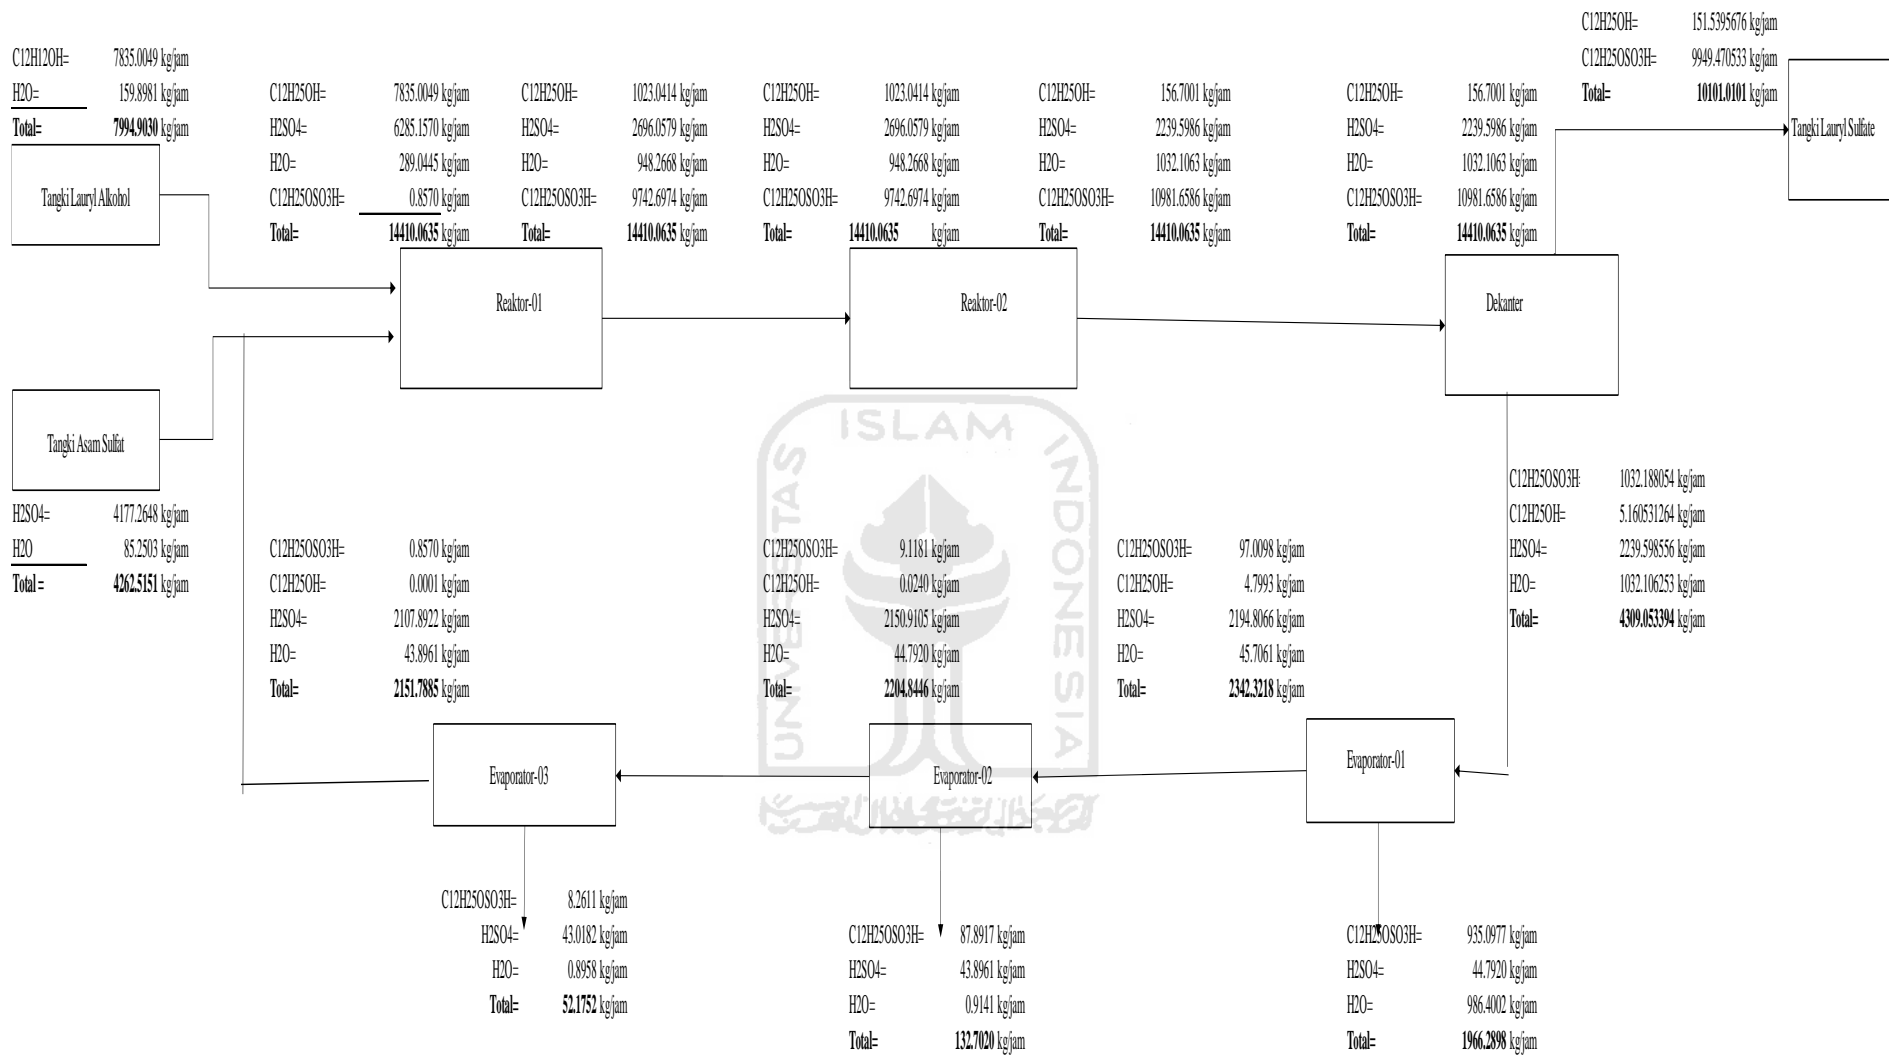 C12H12OH= 7835.0049 kg/jam
H2O= 159.8981 kg/jam
Total= 7994.9030 kg/jam
Tangki Lauryl Alkohol
C12H25OH= 7835.0049 kg/jam
H2SO4= 6285.1570 kg/jam
H2O= 289.0445 kg/jam
C12H25OSO3H= 0.8570 kg/jam
Total= 14410.0635 kg/jam
C12H25OH= 1023.0414 kg/jam
H2SO4= 2696.0579 kg/jam
H2O= 948.2668 kg/jam
C12H25OSO3H= 9742.6974 kg/jam
Total= 14410.0635 kg/jam
C12H25OH= 1023.0414 kg/jam
H2SO4= 2696.0579 kg/jam
H2O= 948.2668 kg/jam
C12H25OSO3H= 9742.6974 kg/jam
Total= 14410.0635 kg/jam
C12H25OH= 156.7001 kg/jam
H2SO4= 2239.5986 kg/jam
H2O= 1032.1063 kg/jam
C12H25OSO3H= 10981.6586 kg/jam
Total= 14410.0635 kg/jam
C12H25OH= 156.7001 kg/jam
H2SO4= 2239.5986 kg/jam
H2O= 1032.1063 kg/jam
C12H25OSO3H= 10981.6586 kg/jam
Total= 14410.0635 kg/jam
C12H25OH= 151.5395676 kg/jam
C12H25OSO3H= 9949.470533 kg/jam
Total= 10101.0101 kg/jam
Tangki Lauryl Sulfate
Reaktor-01
Reaktor-02
Dekanter
Tangki Asam Sulfat
H2SO4= 4177.2648 kg/jam
H2O 85.2503 kg/jam
Total = 4262.5151 kg/jam
UNIVERSITAS ISLAM INDONESIA
C12H25OSO3H= 0.8570 kg/jam
C12H25OH= 0.0001 kg/jam
H2SO4= 2107.8922 kg/jam
H2O= 43.8961 kg/jam
Total= 2151.7885 kg/jam
C12H25OSO3H= 9.1181 kg/jam
C12H25OH= 0.0240 kg/jam
H2SO4= 2150.9105 kg/jam
H2O= 44.7920 kg/jam
Total= 2204.8446 kg/jam
C12H25OSO3H= 97.0098 kg/jam
C12H25OH= 4.7993 kg/jam
H2SO4= 2194.8066 kg/jam
H2O= 45.7061 kg/jam
Total= 2342.3218 kg/jam
C12H25OSO3H= 1032.188054 kg/jam
C12H25OH= 5.160531264 kg/jam
H2SO4= 2239.598556 kg/jam
H2O= 1032.106253 kg/jam
Total= 4309.053394 kg/jam
Evaporator-03
Evaporator-02
Evaporator-01
C12H25OSO3H= 8.2611 kg/jam
H2SO4= 43.0182 kg/jam
H2O= 0.8958 kg/jam
Total= 52.1752 kg/jam
C12H25OSO3H= 87.8917 kg/jam
H2SO4= 43.8961 kg/jam
H2O= 0.9141 kg/jam
Total= 132.7020 kg/jam
C12H25OSO3H= 935.0977 kg/jam
H2SO4= 44.7920 kg/jam
H2O= 986.4002 kg/jam
Total= 1966.2898 kg/jam